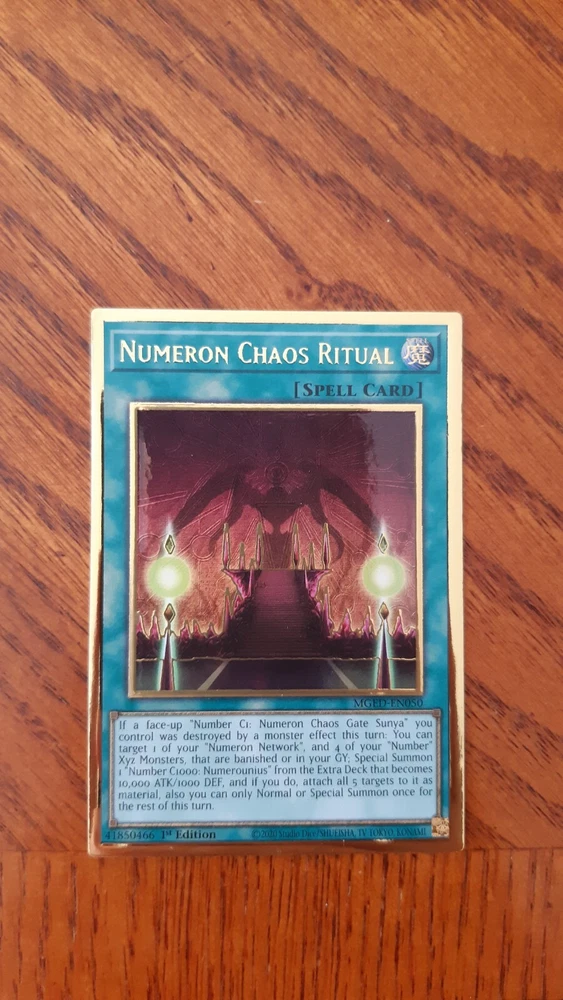 NUMERON CHAOS RITUAL 魔
[SPELL CARD]
MGED-EN050
If a face-up "Number C1: Numeron Chaos Gate Sunya" you
control was destroyed by a monster effect this turn: You can
target 1 of your "Numeron Network", and 4 of your "Number"
Xyz Monsters, that are banished or in your GY; Special Summon
1 "Number C1000: Numerounius" from the Extra Deck that becomes
10,000 ATK/1000 DEF, and if you do, attach all 5 targets to it as
material, also you can only Normal or Special Summon once for
the rest of this turn.
41850466 1st Edition ©2020 Studio Dice/SHUEISHA, TV TOKYO, KONAMI